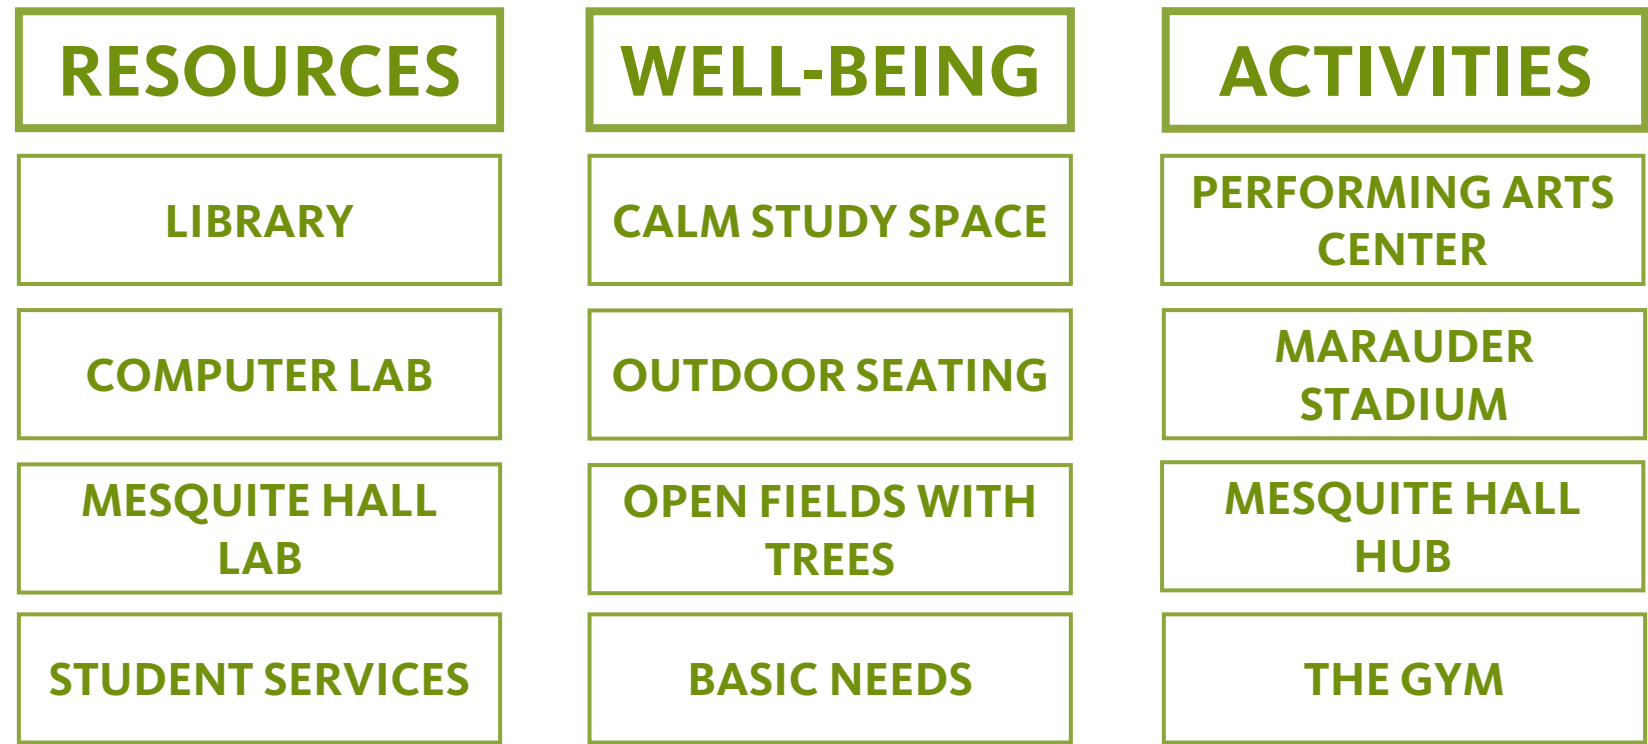 RESOURCES
LIBRARY
COMPUTER LAB
MESQUITE HALL
LAB
STUDENT SERVICES
WELL-BEING
CALM STUDY SPACE
OUTDOOR SEATING
OPEN FIELDS WITH
TREES
BASIC NEEDS
ACTIVITIES
PERFORMING ARTS
CENTER
MARAUDER
STADIUM
MESQUITE HALL
HUB
THE GYM